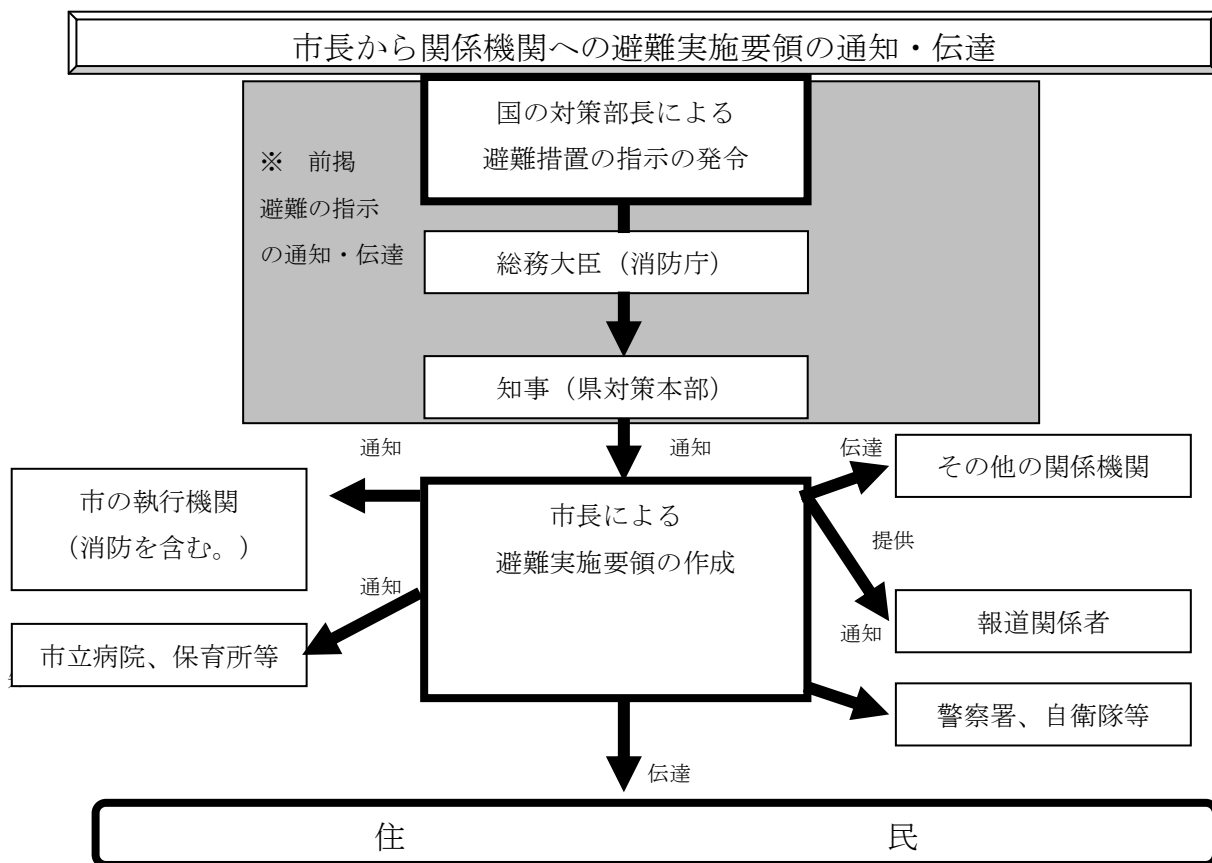 市長から関係機関への避難実施要領の通知・伝達
国の対策部長による
避難措置の指示の発令
※　前掲
避難の指示
の通知・伝達
総務大臣（消防庁）
知事（県対策本部）
通知
通知
伝達
その他の関係機関
市の執行機関
（消防を含む。）
市長による
避難実施要領の作成
提供
通知
通知
報道関係者
市立病院、保育所等
警察署、自衛隊等
伝達
住　民